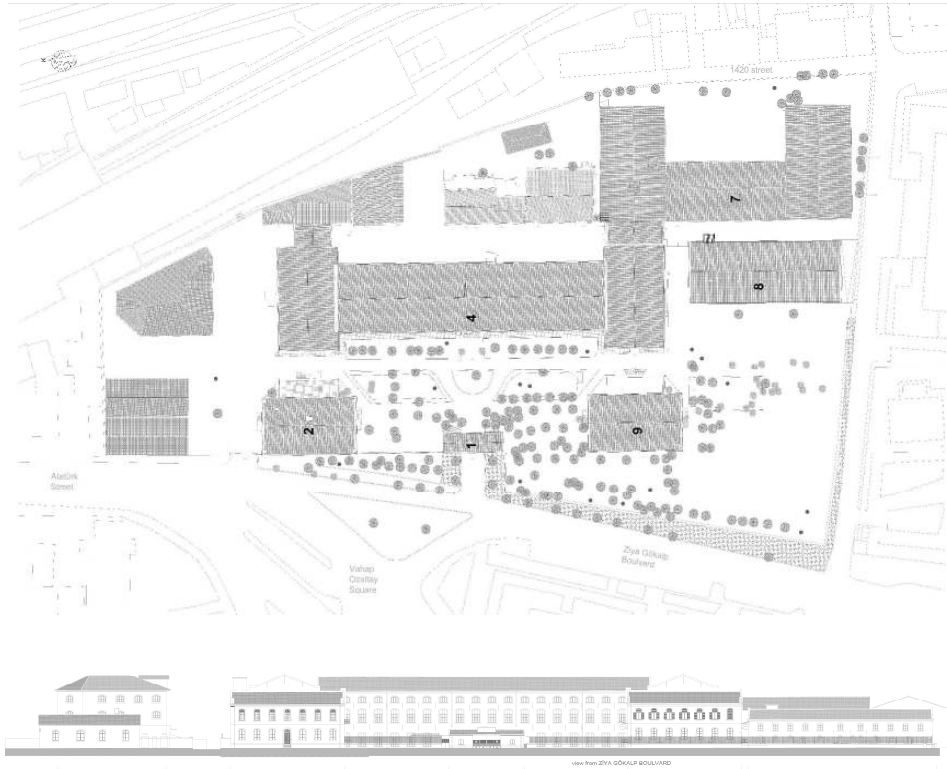 1420 street
7
8
4
2
1
9
Atatürk
Street
Ziya Gökalp
Boulvard
Vahap
Özaltay
Square
view from ZİYA GÖKALP BOULVARD